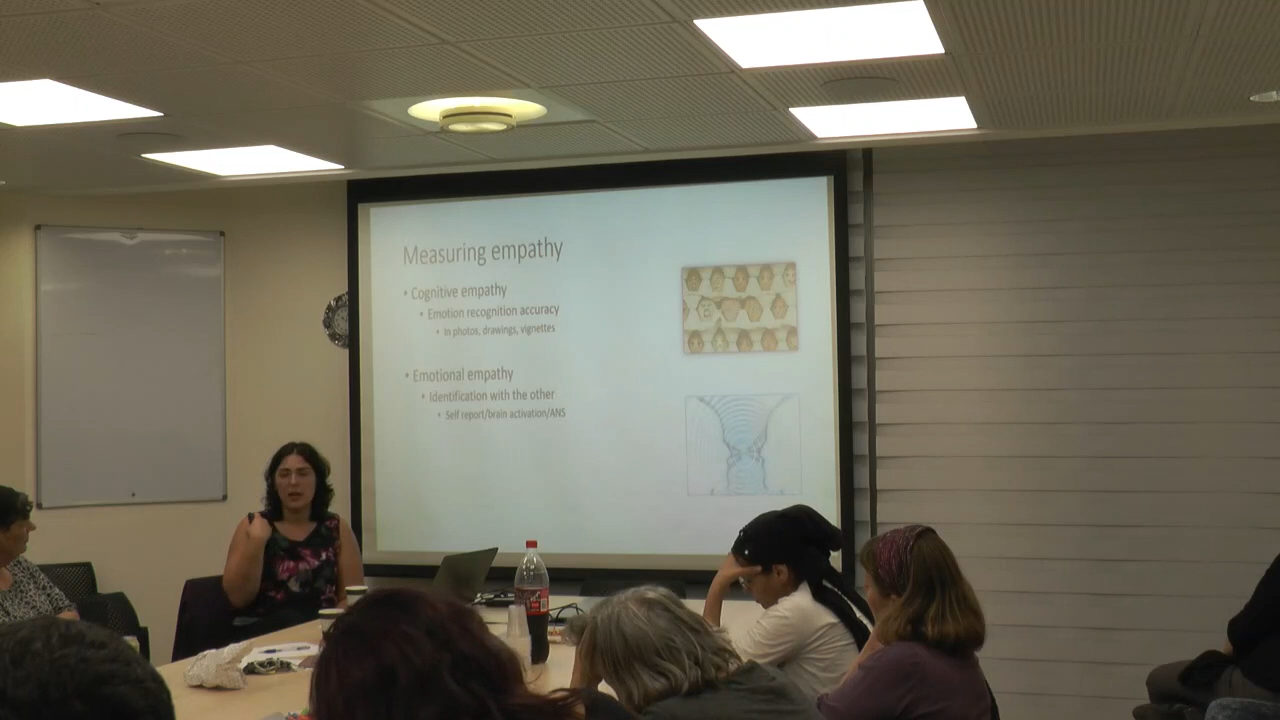 Measuring empathy
• Cognitive empathy
• Emotion recognition accuracy
• In photos, drawings, vignettes
• Emotional empathy
• Identification with the other
• Self report/brain activation/ANS